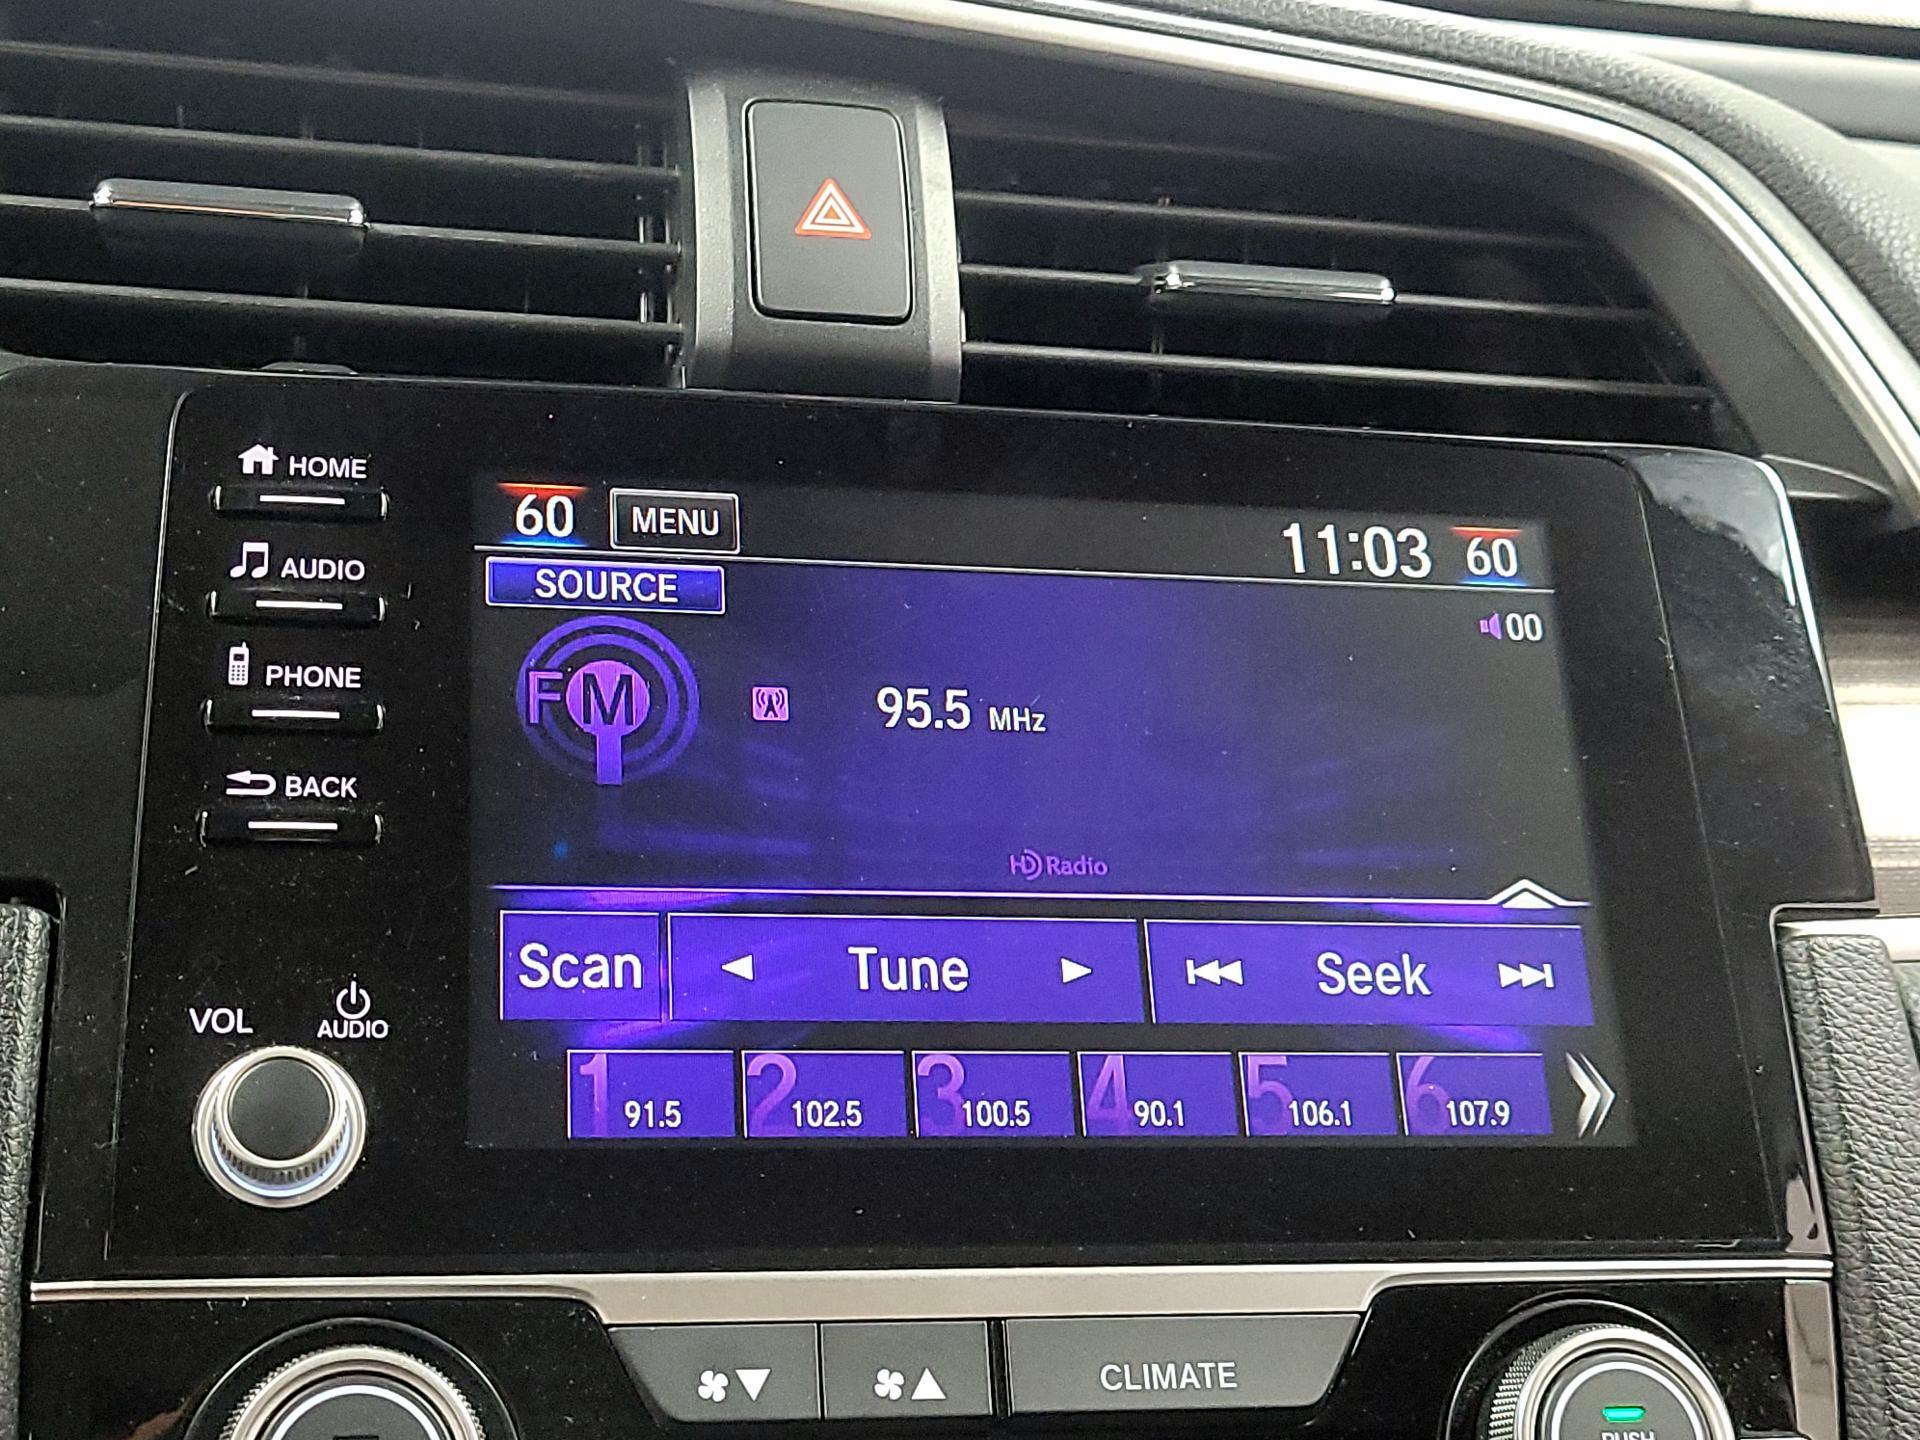 HOME
AUDIO
PHONE
BACK
VOL
AUDIO
60 MENU 11:03 60
SOURCE
00
FM 95.5 MHz
HD Radio
Scan Tune Seek
1 91.5 2 102.5 3 100.5 4 90.1 5 106.1 6 107.9
CLIMATE
PUSH